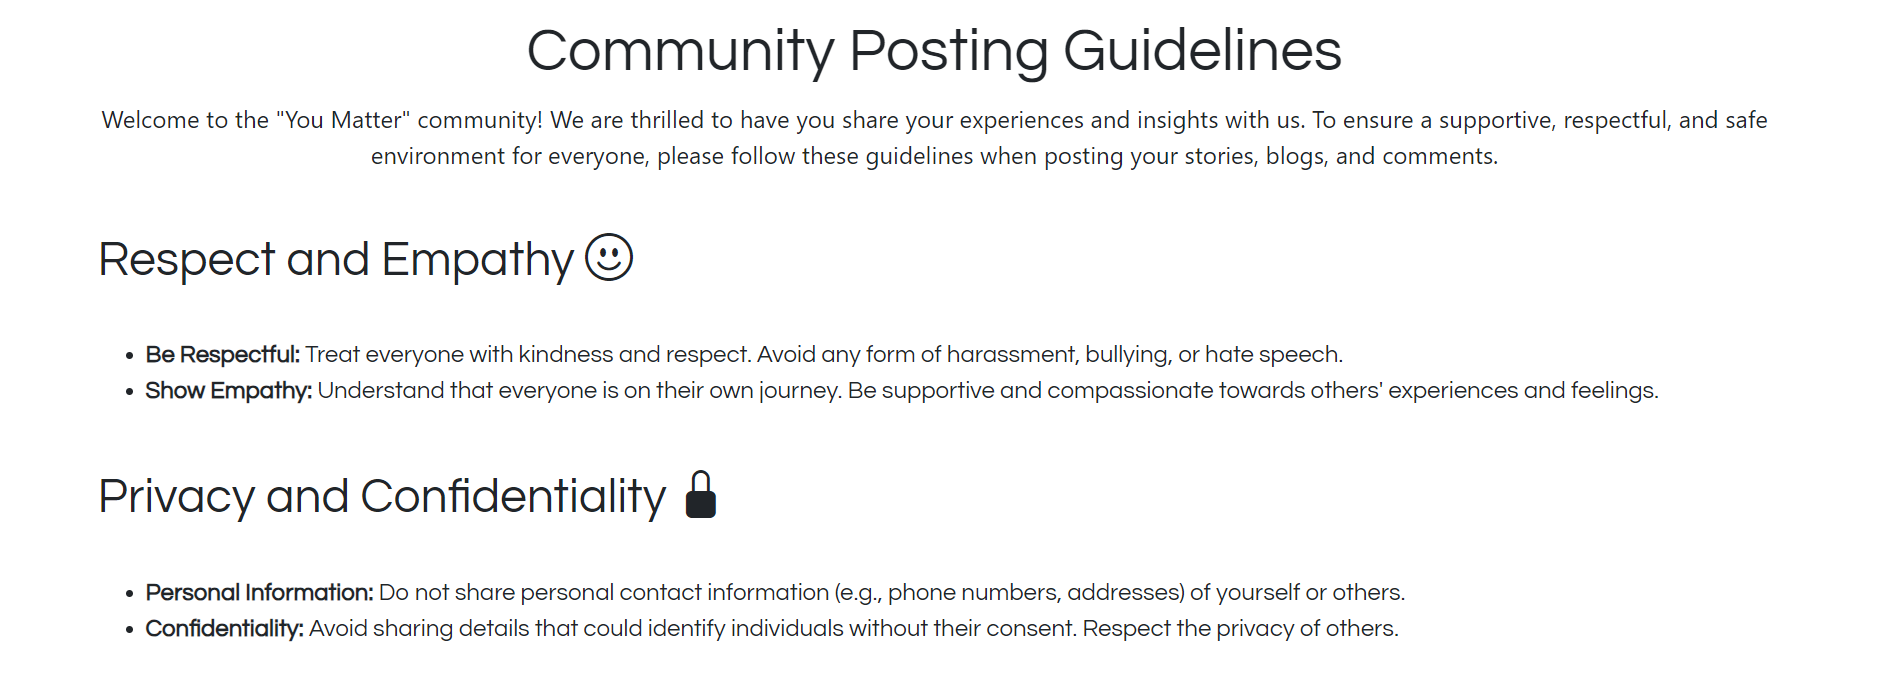 Community Posting Guidelines
Welcome to the "You Matter" community! We are thrilled to have you share your experiences and insights with us. To ensure a supportive, respectful, and safe
environment for everyone, please follow these guidelines when posting your stories, blogs, and comments.
Respect and Empathy
• Be Respectful: Treat everyone with kindness and respect. Avoid any form of harassment, bullying, or hate speech.
• Show Empathy: Understand that everyone is on their own journey. Be supportive and compassionate towards others' experiences and feelings.
Privacy and Confidentiality
• Personal Information: Do not share personal contact information (e.g., phone numbers, addresses) of yourself or others.
• Confidentiality: Avoid sharing details that could identify individuals without their consent. Respect the privacy of others.